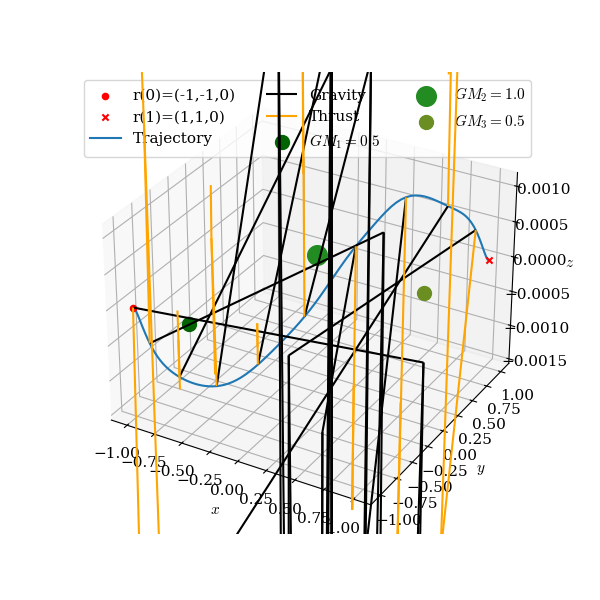 r(0)=(-1,-1,0)
r(1)=(1,1,0)
Trajectory
Gravity
Thrust
GM₁ = 0.5
GM₂ = 1.0
GM₃ = 0.5
0.0010
0.0005
0.0000
z
−0.0005
−0.0010
−0.0015
1.00
0.75
0.50
0.25
0.00
−0.25
−0.50
−0.75
−1.00
y
−1.00
−0.75
−0.50
−0.25
0.00
0.25
0.50
0.75
1.00
x